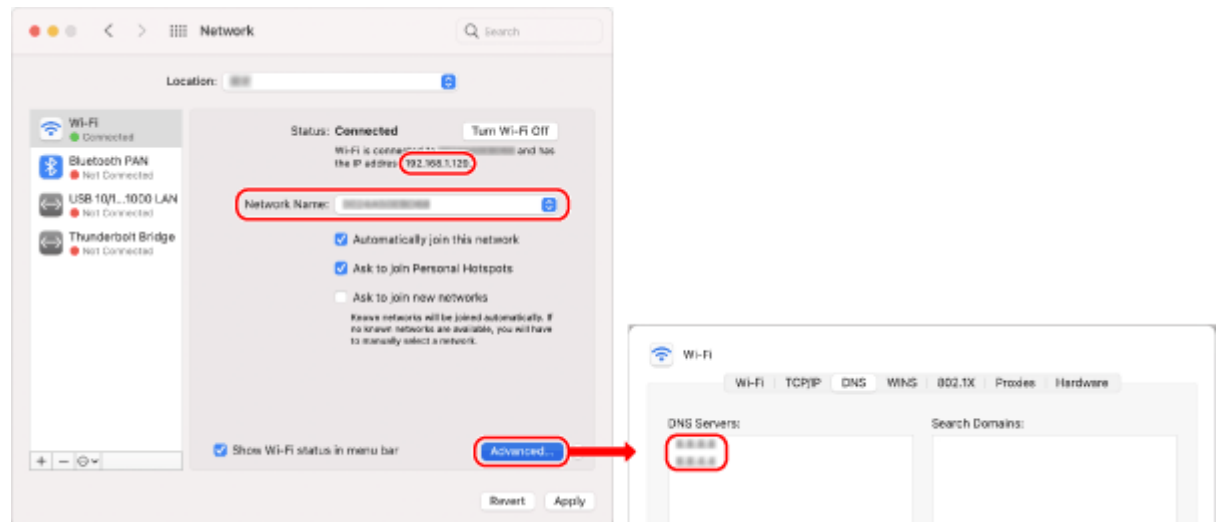 Network
Search
Location:
Wi-Fi
Connected
Bluetooth PAN
Not Connected
USB 10/1...1000 LAN
Not Connected
Thunderbolt Bridge
Not Connected
Status: Connected
Turn Wi-Fi Off
Wi-Fi is connected to and has
the IP address 192.168.1.129.
Network Name:
Automatically join this network
Ask to join Personal Hotspots
Ask to join new networks
Known networks will be joined automatically. If
no known networks are available, you will have
to manually select a network.
Show Wi-Fi status in menu bar
Advanced...
Revert
Apply
Wi-Fi
Wi-Fi TCP/IP DNS WINS 802.1X Proxies Hardware
DNS Servers:
Search Domains: